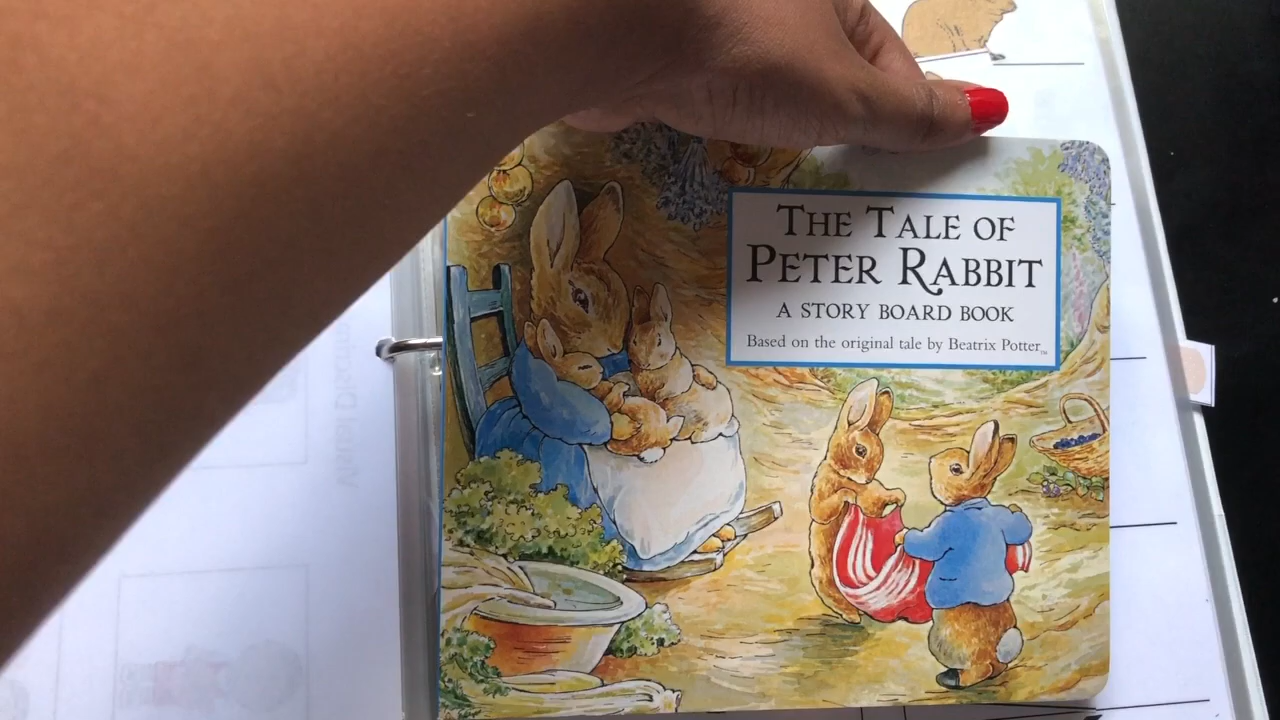 THE TALE OF
PETER RABBIT
A STORY BOARD BOOK
Based on the original tale by Beatrix Potter™